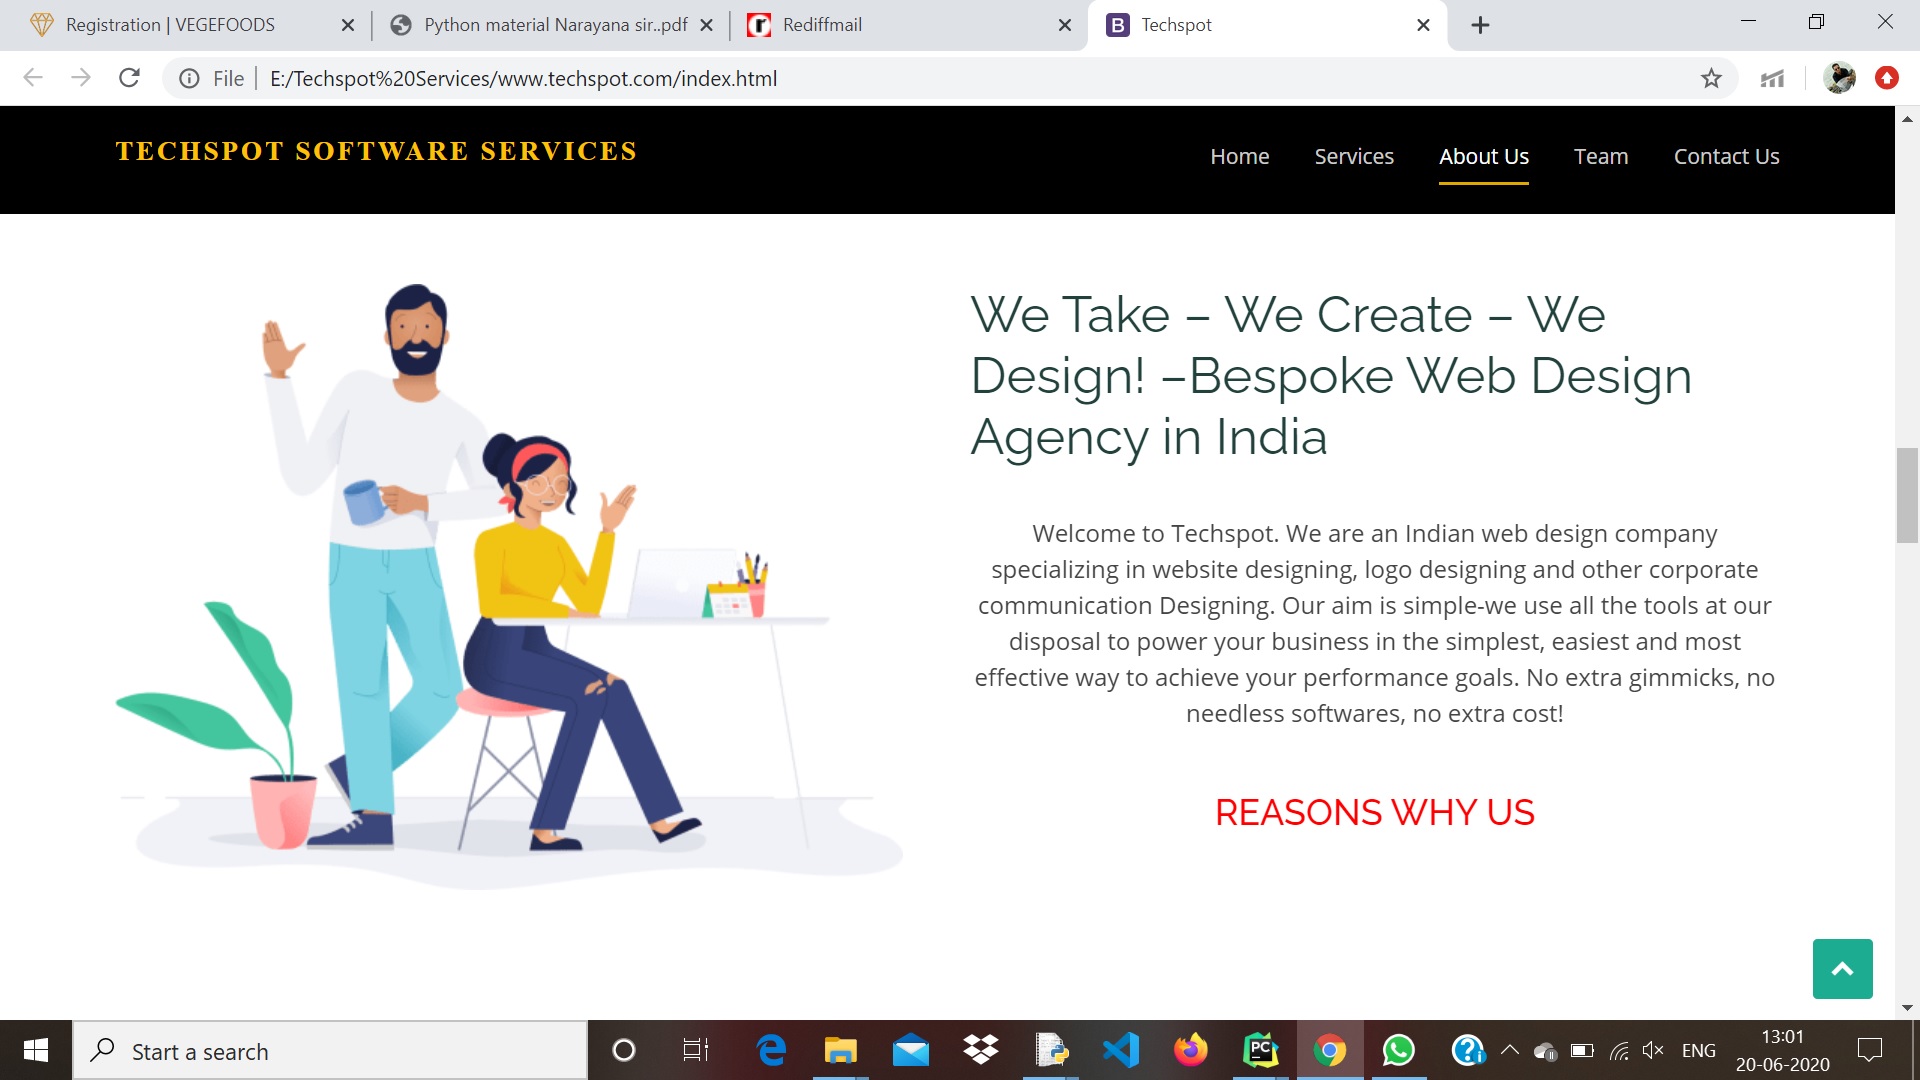 Registration | VEGEFOODS
Python material Narayana sir..pdf
Rediffmail
Techspot
File
E:/Techspot%20Services/www.techspot.com/index.html
TECHSPOT SOFTWARE SERVICES
Home
Services
About Us
Team
Contact Us
We Take – We Create – We
Design! –Bespoke Web Design
Agency in India
Welcome to Techspot. We are an Indian web design company
specializing in website designing, logo designing and other corporate
communication Designing. Our aim is simple-we use all the tools at our
disposal to power your business in the simplest, easiest and most
effective way to achieve your performance goals. No extra gimmicks, no
needless softwares, no extra cost!
REASONS WHY US
Start a search
PC
ENG
13:01
20-06-2020